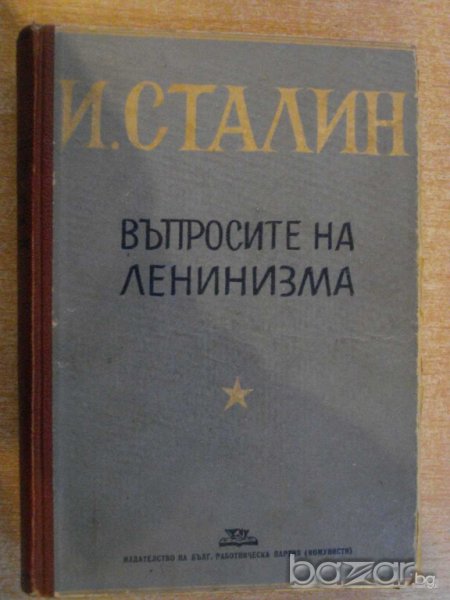 И. СТАЛИН
ВЪПРОСИТЕ НА
ЛЕНИНИЗМА
ИЗДАТЕЛСТВО НА БЪЛГ. РАБОТНИЧЕСКА ПАРТИЯ (КОМУНИСТИ)
bazar.bg